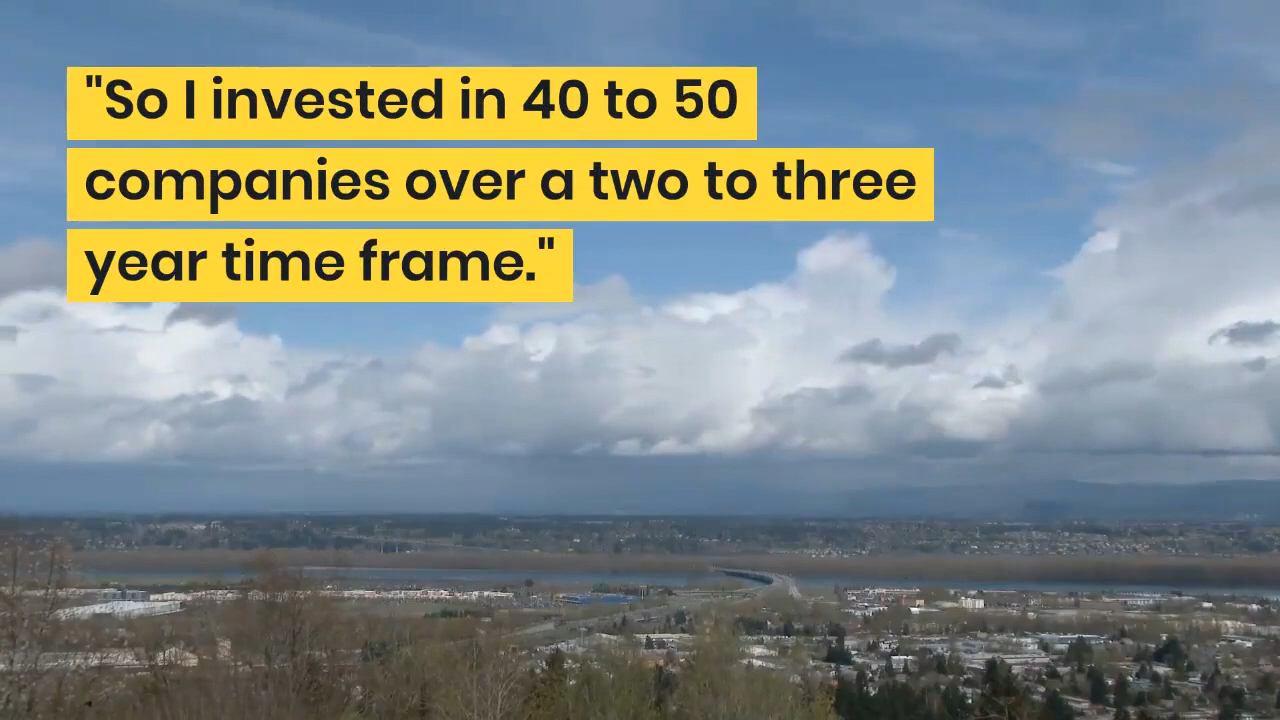 "So I invested in 40 to 50
companies over a two to three
year time frame."